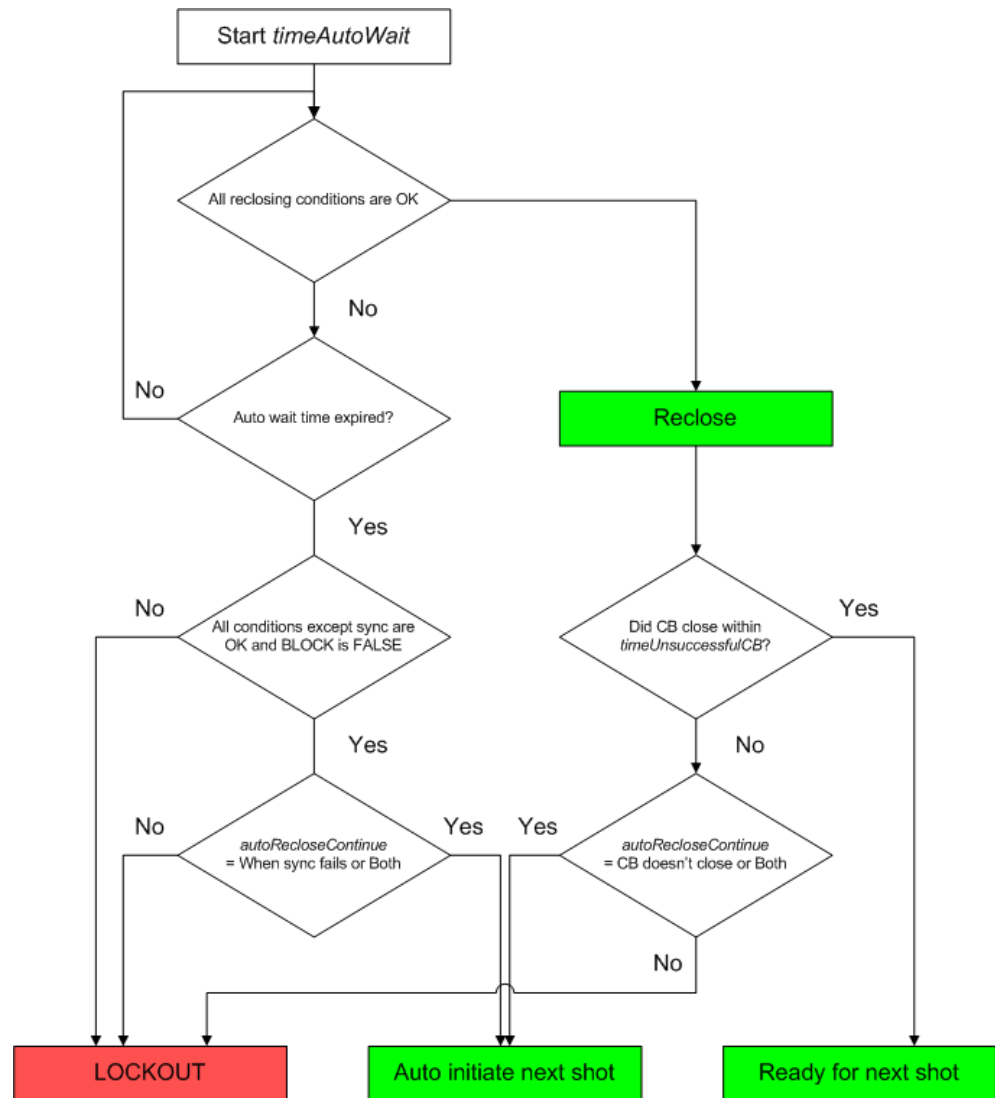 Start timeAutoWait
All reclosing conditions are OK
No
No
Auto wait time expired?
Reclose
Yes
No
All conditions except sync are
OK and BLOCK is FALSE
Did CB close within
timeUnsuccessfulCB?
Yes
Yes
No
No
autoRecloseContinue
= When sync fails or Both
Yes
Yes
autoRecloseContinue
= CB doesn't close or Both
No
LOCKOUT
Auto initiate next shot
Ready for next shot